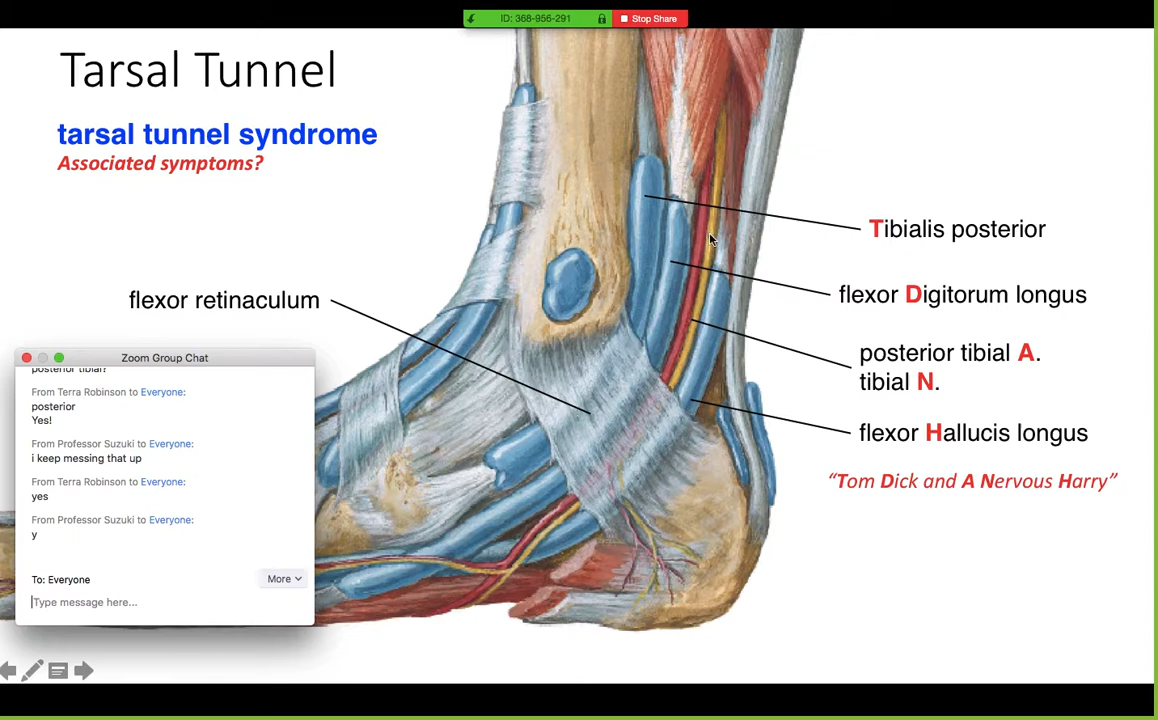 ID: 368-956-291
Stop Share
Tarsal Tunnel
tarsal tunnel syndrome
Associated symptoms?
Tibialis posterior
flexor Digitorum longus
flexor retinaculum
posterior tibial A.
tibial N.
flexor Hallucis longus
“Tom Dick and A Nervous Harry”
Zoom Group Chat
posterior tibial?
From Terra Robinson to Everyone:
posterior
Yes!
From Professor Suzuki to Everyone:
i keep messing that up
From Terra Robinson to Everyone:
yes
From Professor Suzuki to Everyone:
y
To: Everyone
More
Type message here...